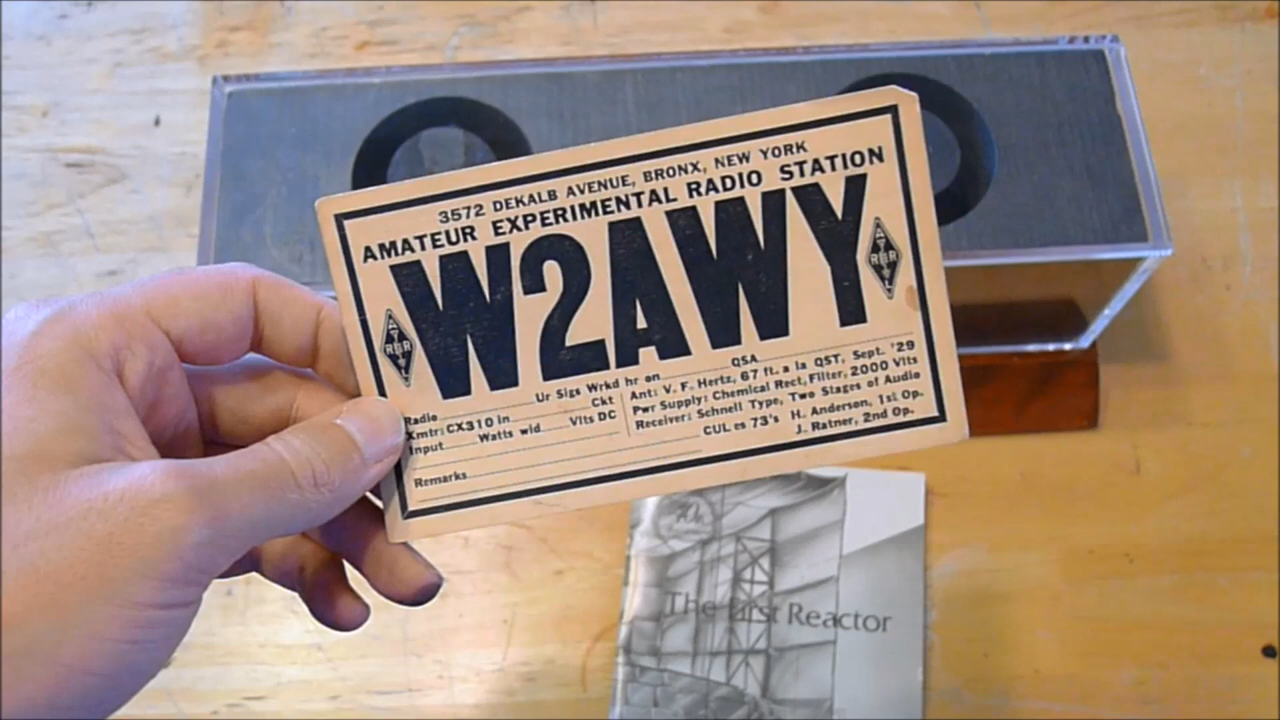 3572 DEKALB AVENUE, BRONX, NEW YORK
AMATEUR EXPERIMENTAL RADIO STATION
W2AWY
A
R R
L
A
R R
L
Radio Ur Sigs Wrkd hr on QSA
Xmtr: CX310 in Ckt
Input Watts wid Vlts DC
Ant: V. F. Hertz, 67 ft. a la QST, Sept. '29
Pwr Supply: Chemical Rect, Filter, 2000 Vlts
Receiver: Schnell Type, Two Stages of Audio
CUL es 73's H. Anderson, 1st Op.
J. Ratner, 2nd Op.
Remarks
70th
The First Reactor